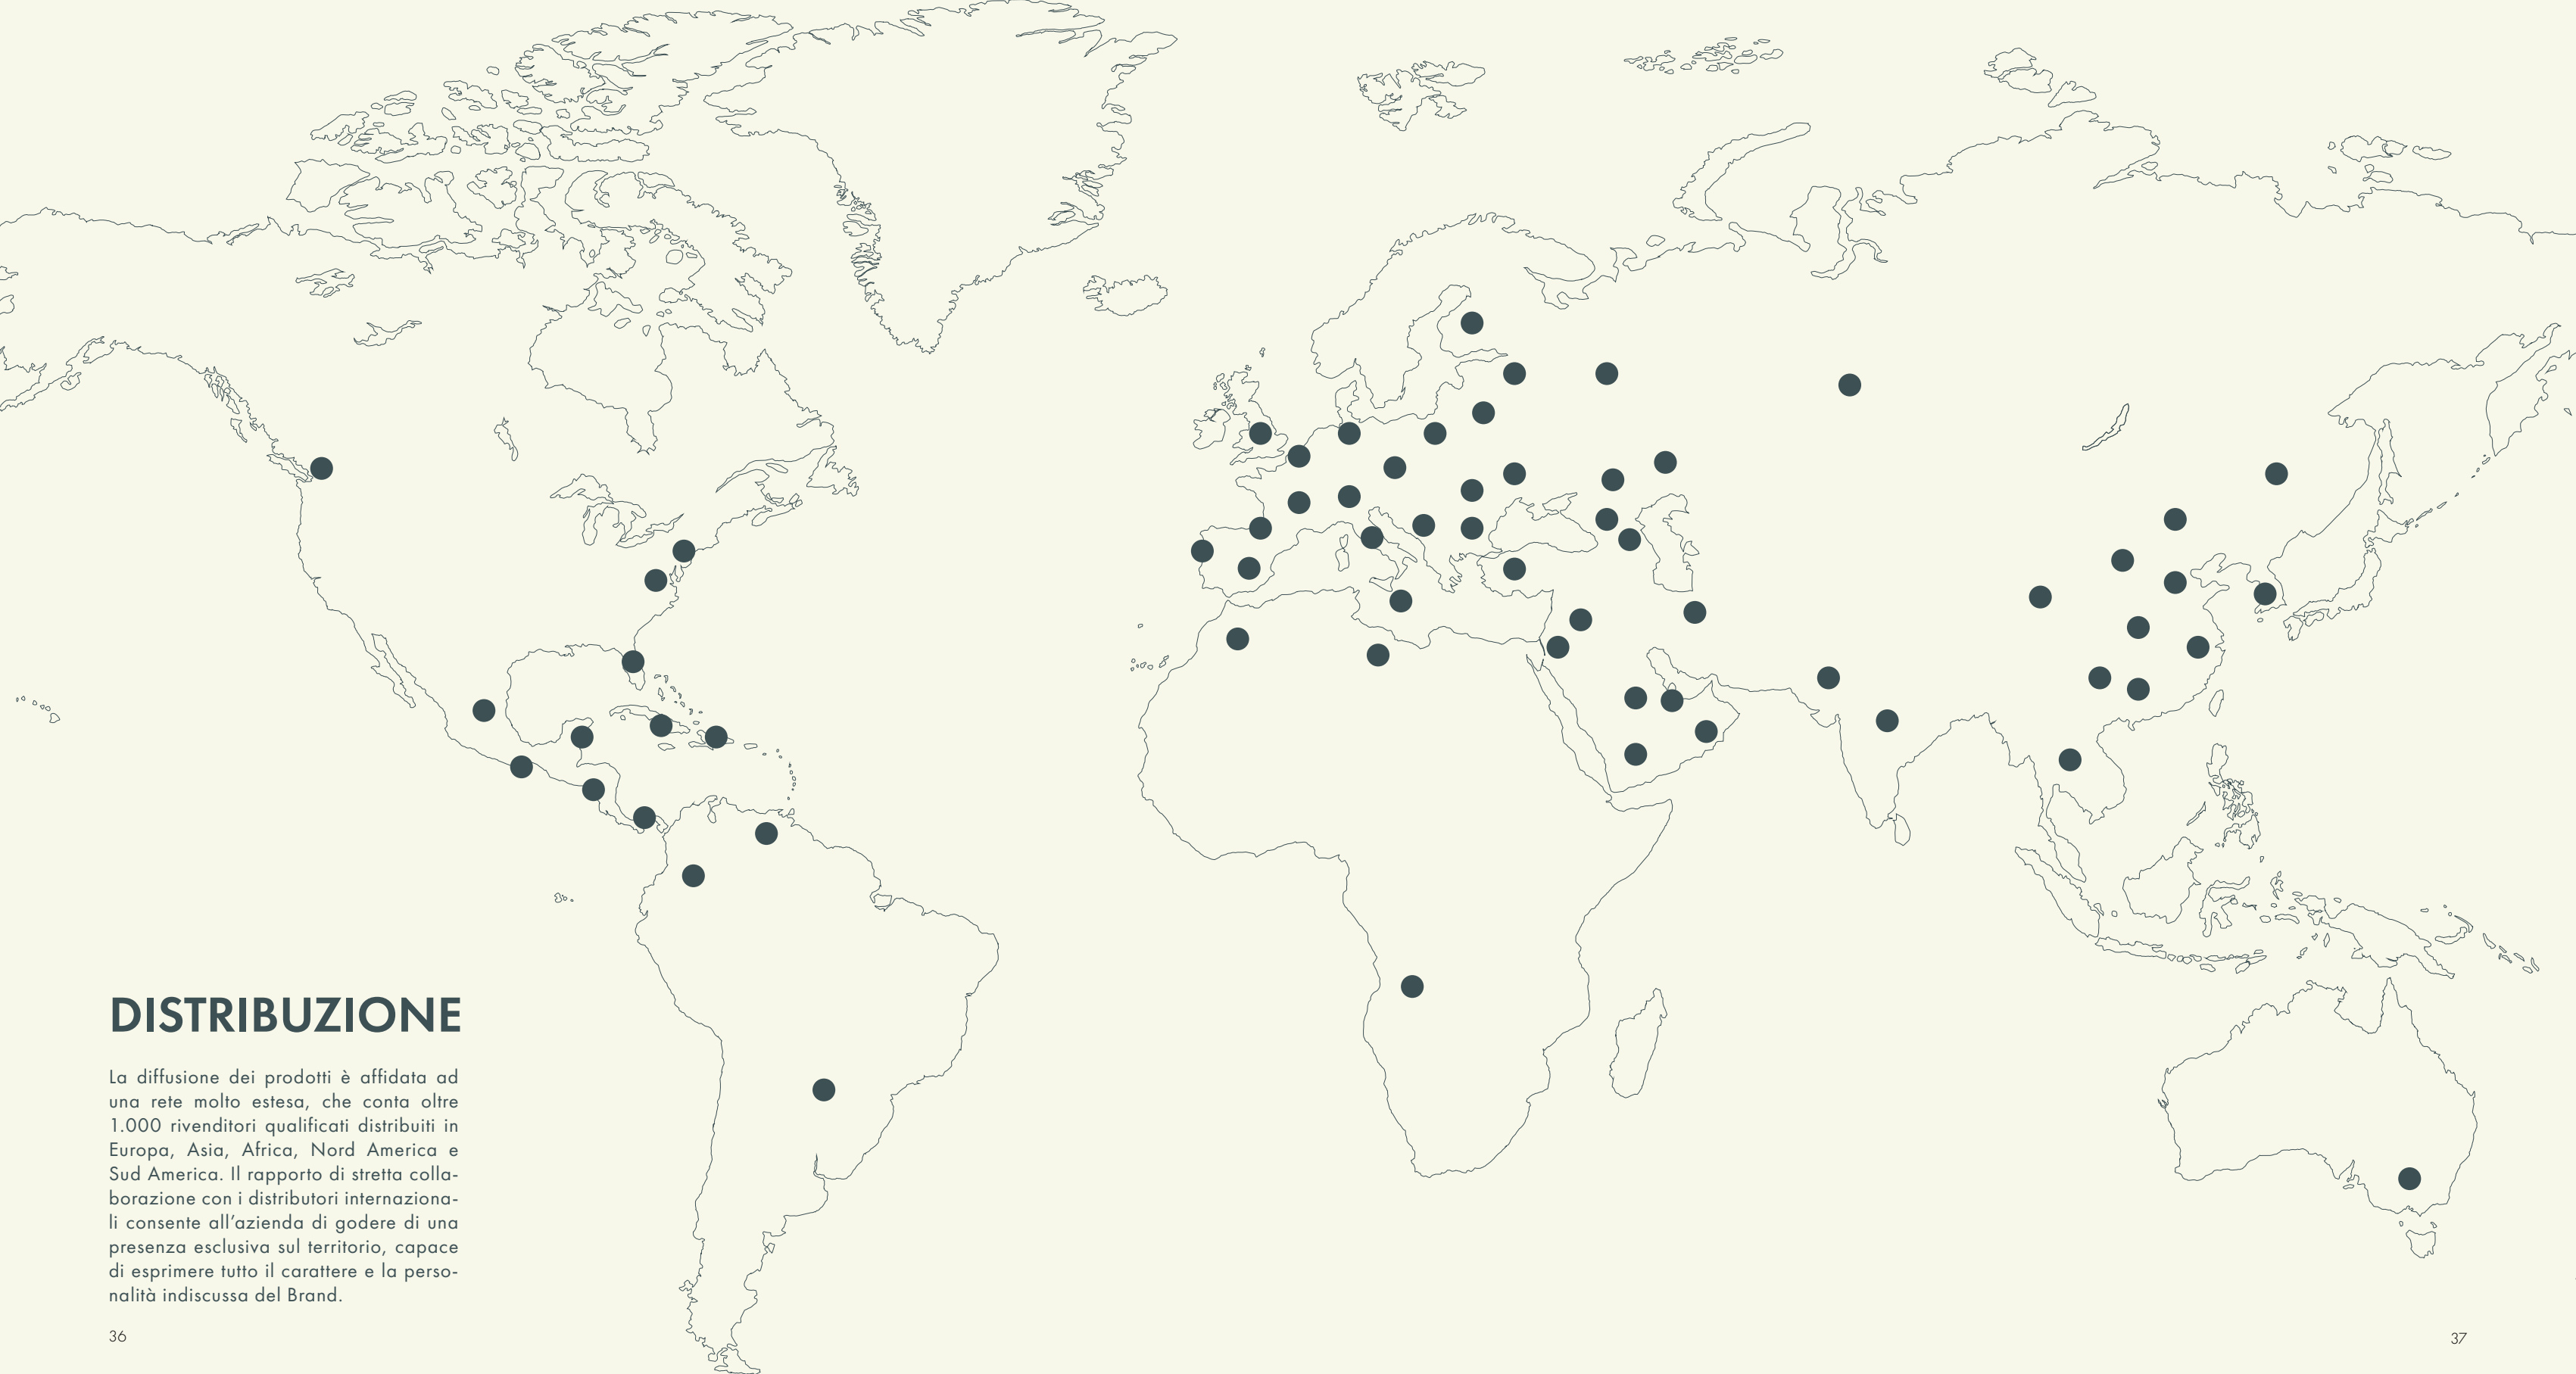 DISTRIBUZIONE
La diffusione dei prodotti è affidata ad
una rete molto estesa, che conta oltre
1.000 rivenditori qualificati distribuiti in
Europa, Asia, Africa, Nord America e
Sud America. Il rapporto di stretta colla-
borazione con i distributori internaziona-
li consente all’azienda di godere di una
presenza esclusiva sul territorio, capace
di esprimere tutto il carattere e la perso-
nalità indiscussa del Brand.
36
37